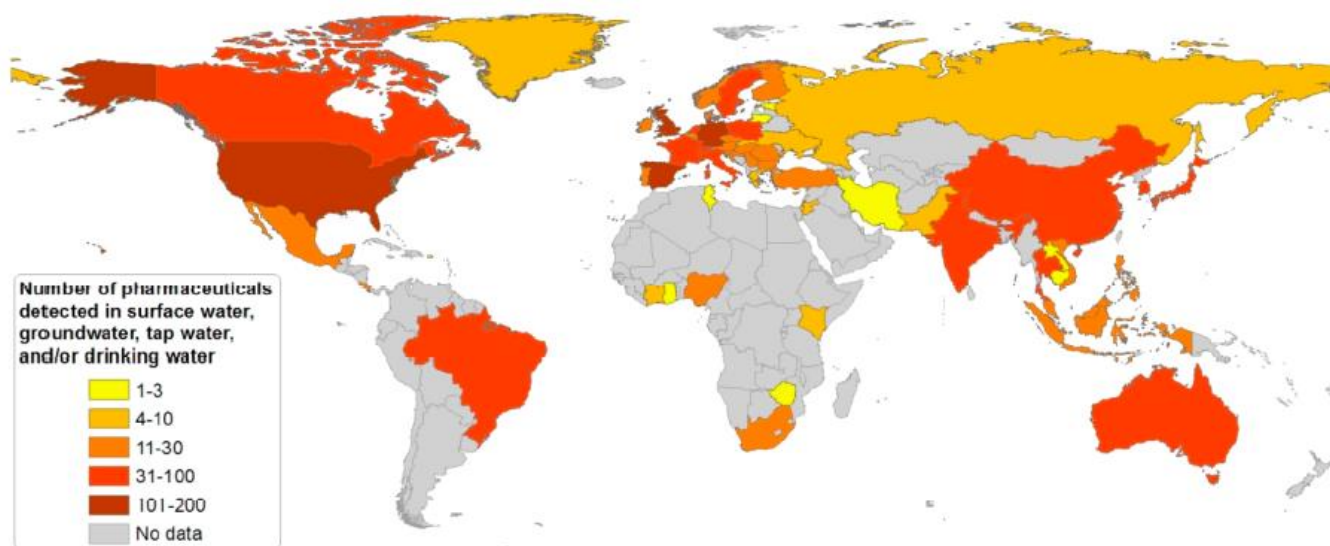 Number of pharmaceuticals
detected in surface water,
groundwater, tap water,
and/or drinking water
1-3
4-10
11-30
31-100
101-200
No data